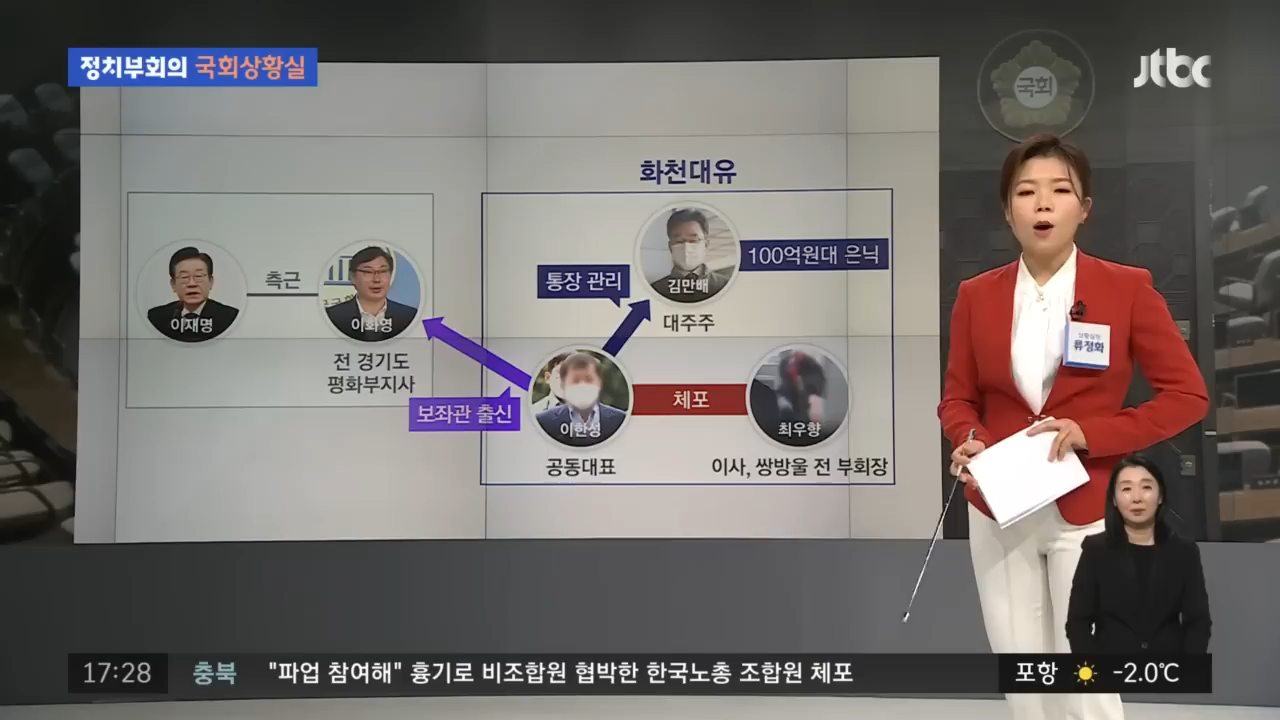 정치부회의 국회상황실
jtbc
국회
화천대유
100억원대 은닉
통장 관리
김만배
대주주
측근
이재명
이화영
전 경기도
평화부지사
보좌관 출신
이한성
공동대표
체포
최우향
이사, 쌍방울 전 부회장
류정화
17:28
충북
"파업 참여해" 흉기로 비조합원 협박한 한국노총 조합원 체포
포항
-2.0℃